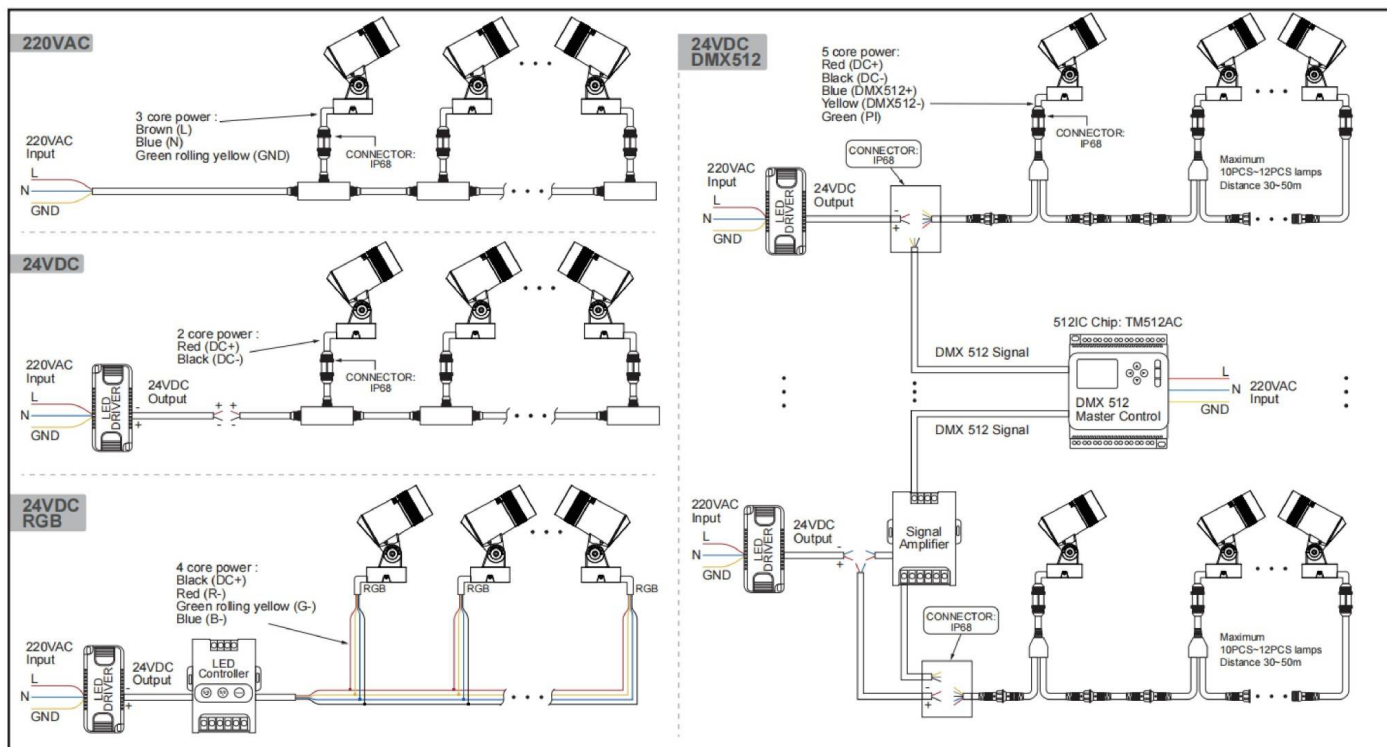 220VAC
3 core power :
Brown (L)
Blue (N)
Green rolling yellow (GND)
CONNECTOR:
IP68
220VAC
Input
L
N
GND
24VDC
2 core power :
Red (DC+)
Black (DC-)
CONNECTOR:
IP68
220VAC
Input
L
N
GND
LED
DRIVER
24VDC
Output
-
+
+ +
- -
24VDC
RGB
4 core power :
Black (DC+)
Red (R-)
Green rolling yellow (G-)
Blue (B-)
RGB
RGB
RGB
220VAC
Input
L
N
GND
LED
DRIVER
24VDC
Output
-
+
LED
Controller
24VDC
DMX512
5 core power:
Red (DC+)
Black (DC-)
Blue (DMX512+)
Yellow (DMX512-)
Green (PI)
CONNECTOR:
IP68
CONNECTOR:
IP68
Maximum
10PCS~12PCS lamps
Distance 30~50m
220VAC
Input
L
N
GND
LED
DRIVER
24VDC
Output
-
+
512IC Chip: TM512AC
DMX 512 Signal
DMX 512
Master Control
L
N
GND
220VAC
Input
DMX 512 Signal
220VAC
Input
L
N
GND
LED
DRIVER
24VDC
Output
-
+
Signal
Amplifier
CONNECTOR:
IP68
-
+
Maximum
10PCS~12PCS lamps
Distance 30~50m